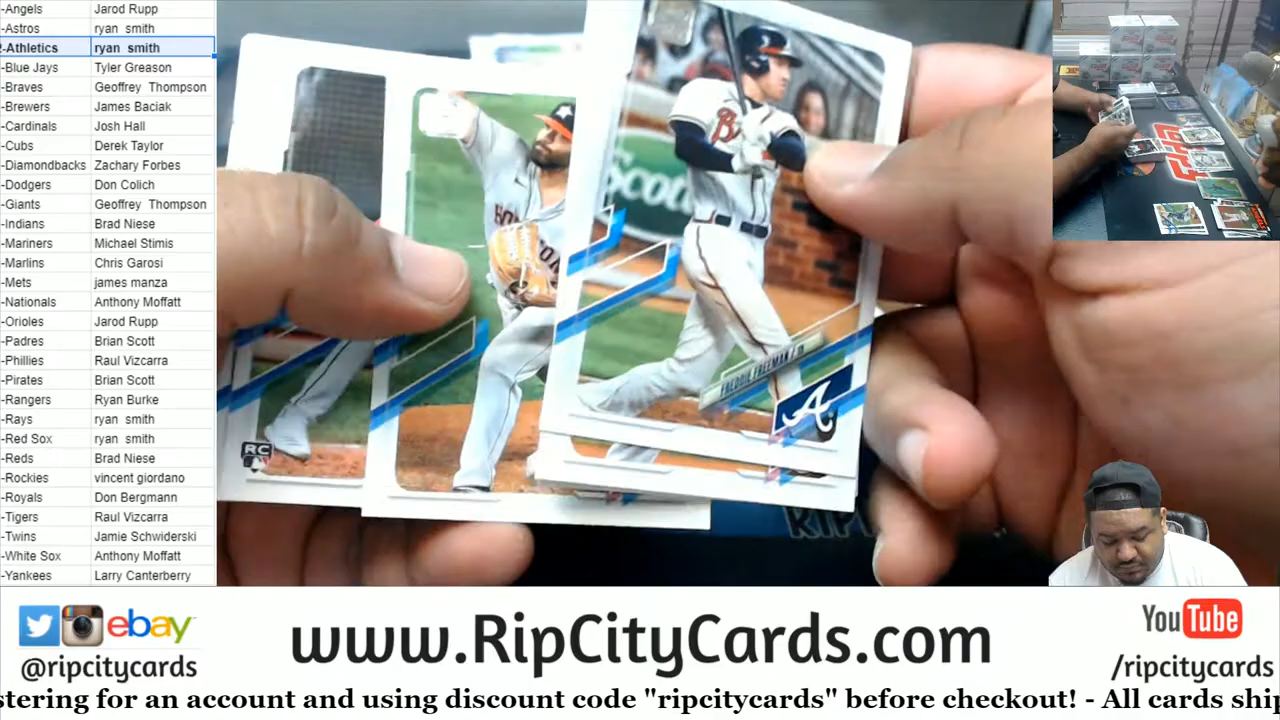 -Angels Jarod Rupp
-Astros ryan smith
-Athletics ryan smith
-Blue Jays Tyler Greason
-Braves Geoffrey Thompson
-Brewers James Baciak
-Cardinals Josh Hall
-Cubs Derek Taylor
-Diamondbacks Zachary Forbes
-Dodgers Don Colich
-Giants Geoffrey Thompson
-Indians Brad Niese
-Mariners Michael Stimis
-Marlins Chris Garosi
-Mets james manza
-Nationals Anthony Moffatt
-Orioles Jarod Rupp
-Padres Brian Scott
-Phillies Raul Vizcarra
-Pirates Brian Scott
-Rangers Ryan Burke
-Rays ryan smith
-Red Sox ryan smith
-Reds Brad Niese
-Rockies vincent giordano
-Royals Don Bergmann
-Tigers Raul Vizcarra
-Twins Jamie Schwiderski
-White Sox Anthony Moffatt
-Yankees Larry Canterbery
FREDDIE FREEMAN / 1B
A
RC
ebay
@ripcitycards
www.RipCityCards.com
YouTube
/ripcitycards
stering for an account and using discount code "ripcitycards" before checkout! - All cards ship